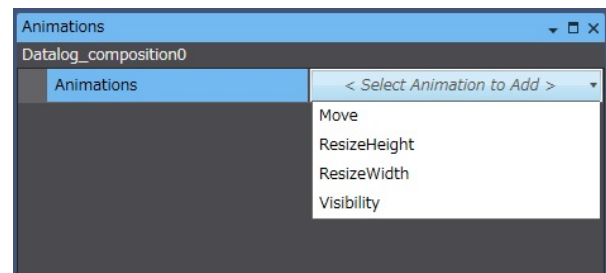 Animations
Datalog_composition0
Animations < Select Animation to Add >
Move
ResizeHeight
ResizeWidth
Visibility